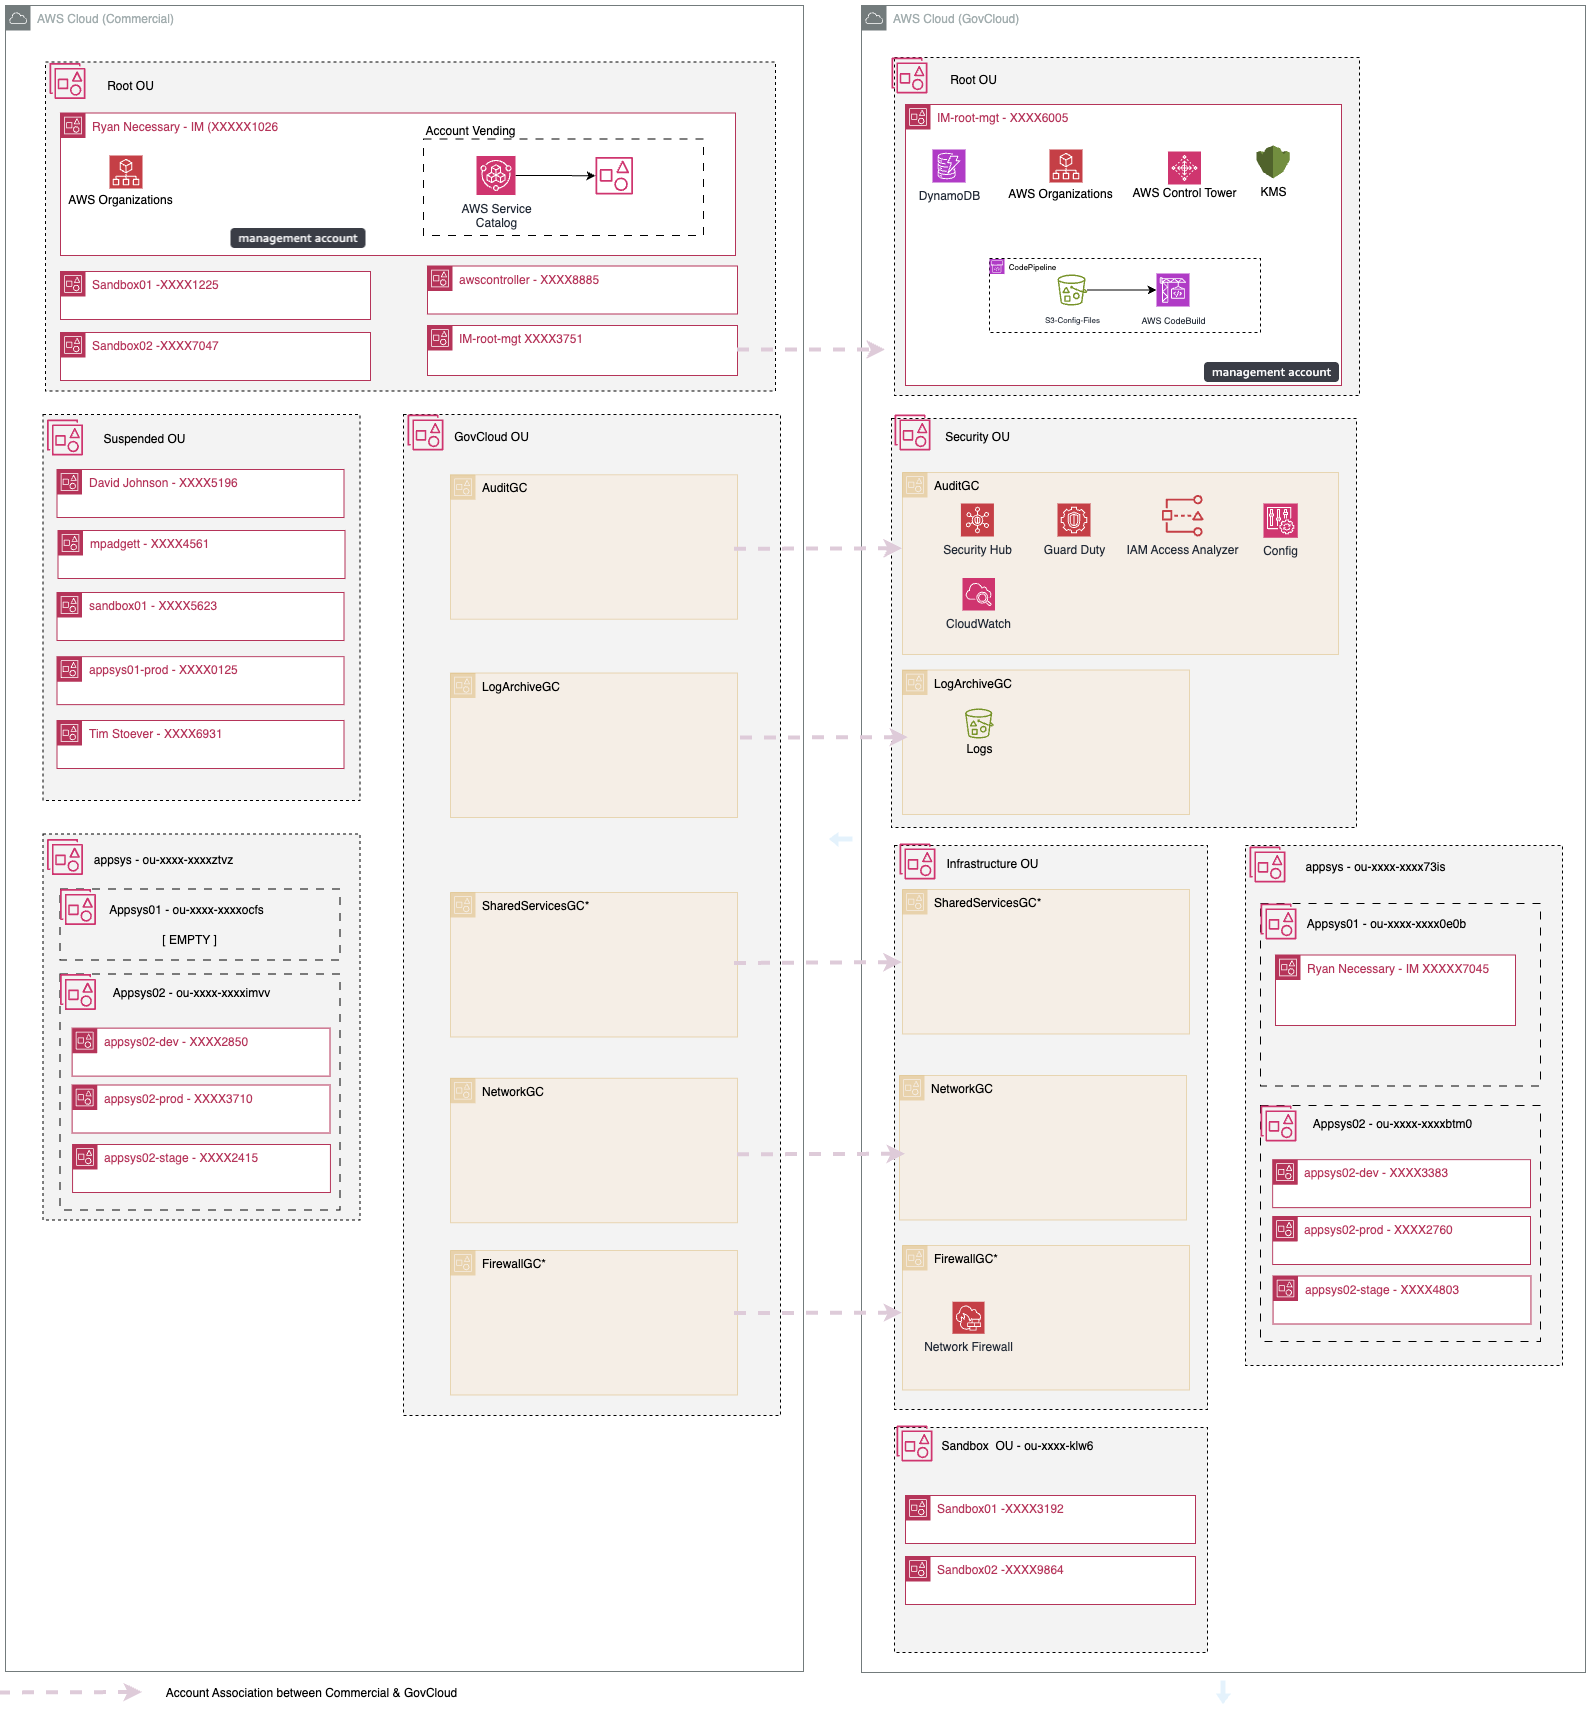 AWS Cloud (Commercial)
Root OU
Ryan Necessary - IM (XXXXX1026
Account Vending
AWS Organizations
AWS Service
Catalog
management account
Sandbox01 -XXXX1225
awscontroller - XXXX8885
Sandbox02 -XXXX7047
IM-root-mgt XXXX3751
Suspended OU
David Johnson - XXXX5196
mpadgett - XXXX4561
sandbox01 - XXXX5623
appsys01-prod - XXXX0125
Tim Stoever - XXXX6931
appsys - ou-xxxx-xxxxztvz
Appsys01 - ou-xxxx-xxxxocfs
[ EMPTY ]
Appsys02 - ou-xxxx-xxxximvv
appsys02-dev - XXXX2850
appsys02-prod - XXXX3710
appsys02-stage - XXXX2415
GovCloud OU
AuditGC
LogArchiveGC
SharedServicesGC*
NetworkGC
FirewallGC*
AWS Cloud (GovCloud)
Root OU
IM-root-mgt - XXXX6005
DynamoDB
AWS Organizations
AWS Control Tower
KMS
CodePipeline
S3-Config-Files
AWS CodeBuild
management account
Security OU
AuditGC
Security Hub
Guard Duty
IAM Access Analyzer
Config
CloudWatch
LogArchiveGC
Logs
Infrastructure OU
SharedServicesGC*
NetworkGC
FirewallGC*
Network Firewall
appsys - ou-xxxx-xxxx73is
Appsys01 - ou-xxxx-xxxx0e0b
Ryan Necessary - IM XXXXX7045
Appsys02 - ou-xxxx-xxxxbtm0
appsys02-dev - XXXX3383
appsys02-prod - XXXX2760
appsys02-stage - XXXX4803
Sandbox OU - ou-xxxx-klw6
Sandbox01 -XXXX3192
Sandbox02 -XXXX9864
Account Association between Commercial & GovCloud